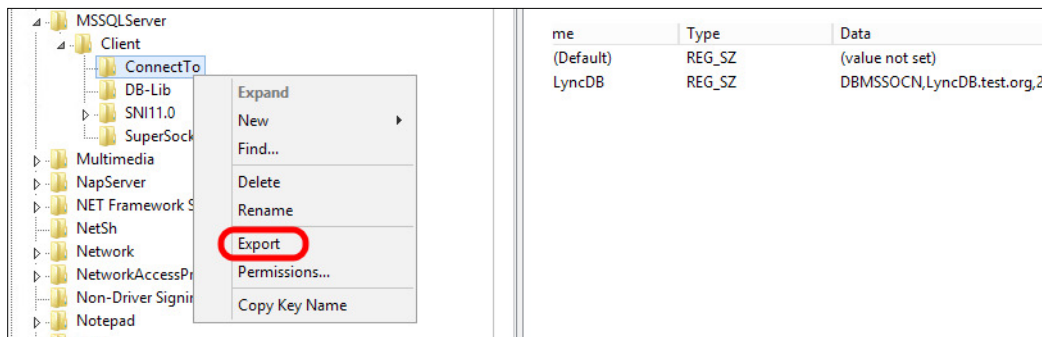 MSSQLServer
Client
ConnectTo
DB-Lib
SNI11.0
SuperSock
Multimedia
NapServer
NET Framework S
NetSh
Network
NetworkAccessPr
Non-Driver Signin
Notepad
Expand
New
Find...
Delete
Rename
Export
Permissions...
Copy Key Name
me Type Data
(Default) REG_SZ (value not set)
LyncDB REG_SZ DBMSSOCN,LyncDB.test.org,2